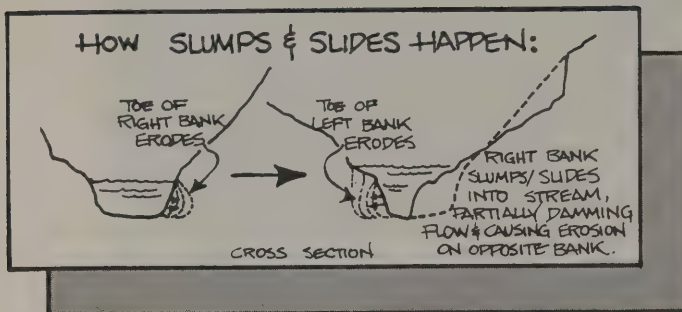 HOW SLUMPS & SLIDES HAPPEN:
TOE OF
RIGHT BANK
ERODES
TOE OF
LEFT BANK
ERODES
RIGHT BANK
SLUMPS/SLIDES
INTO STREAM,
PARTIALLY DAMMING
FLOW & CAUSING EROSION
ON OPPOSITE BANK.
CROSS SECTION